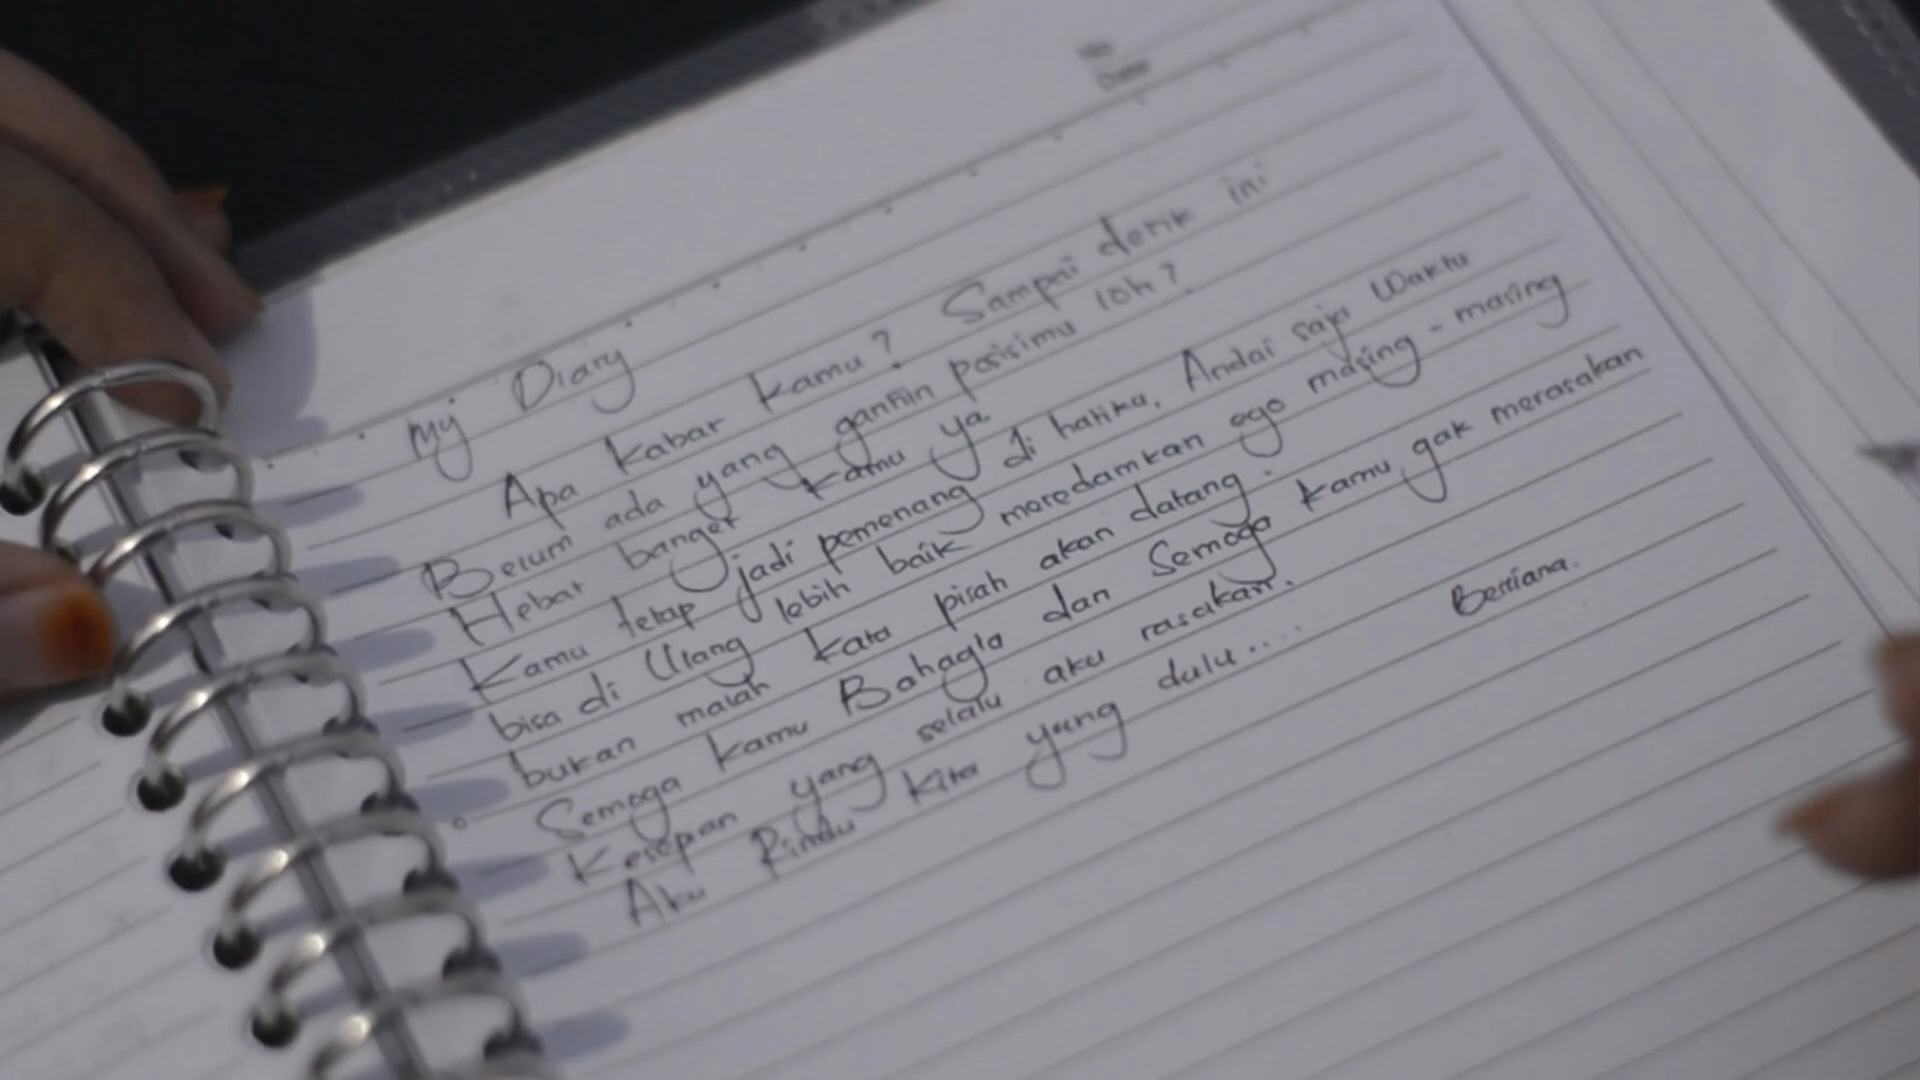 No
Date
My Diary
Apa kabar kamu? Sampai detik ini
Belum ada yang gantiin posisimu loh?
Hebat banget kamu ya.
Kamu tetap jadi pemenang di hatiku. Andai saja waktu
bisa di Ulang lebih baik meredamkan ego masing-masing
bukan malah kata pisah akan datang.
Semoga kamu Bahagia dan Semoga kamu gak merasakan
Kesepan yang selalu aku rasakan.
Aku Rindu kita yang dulu....